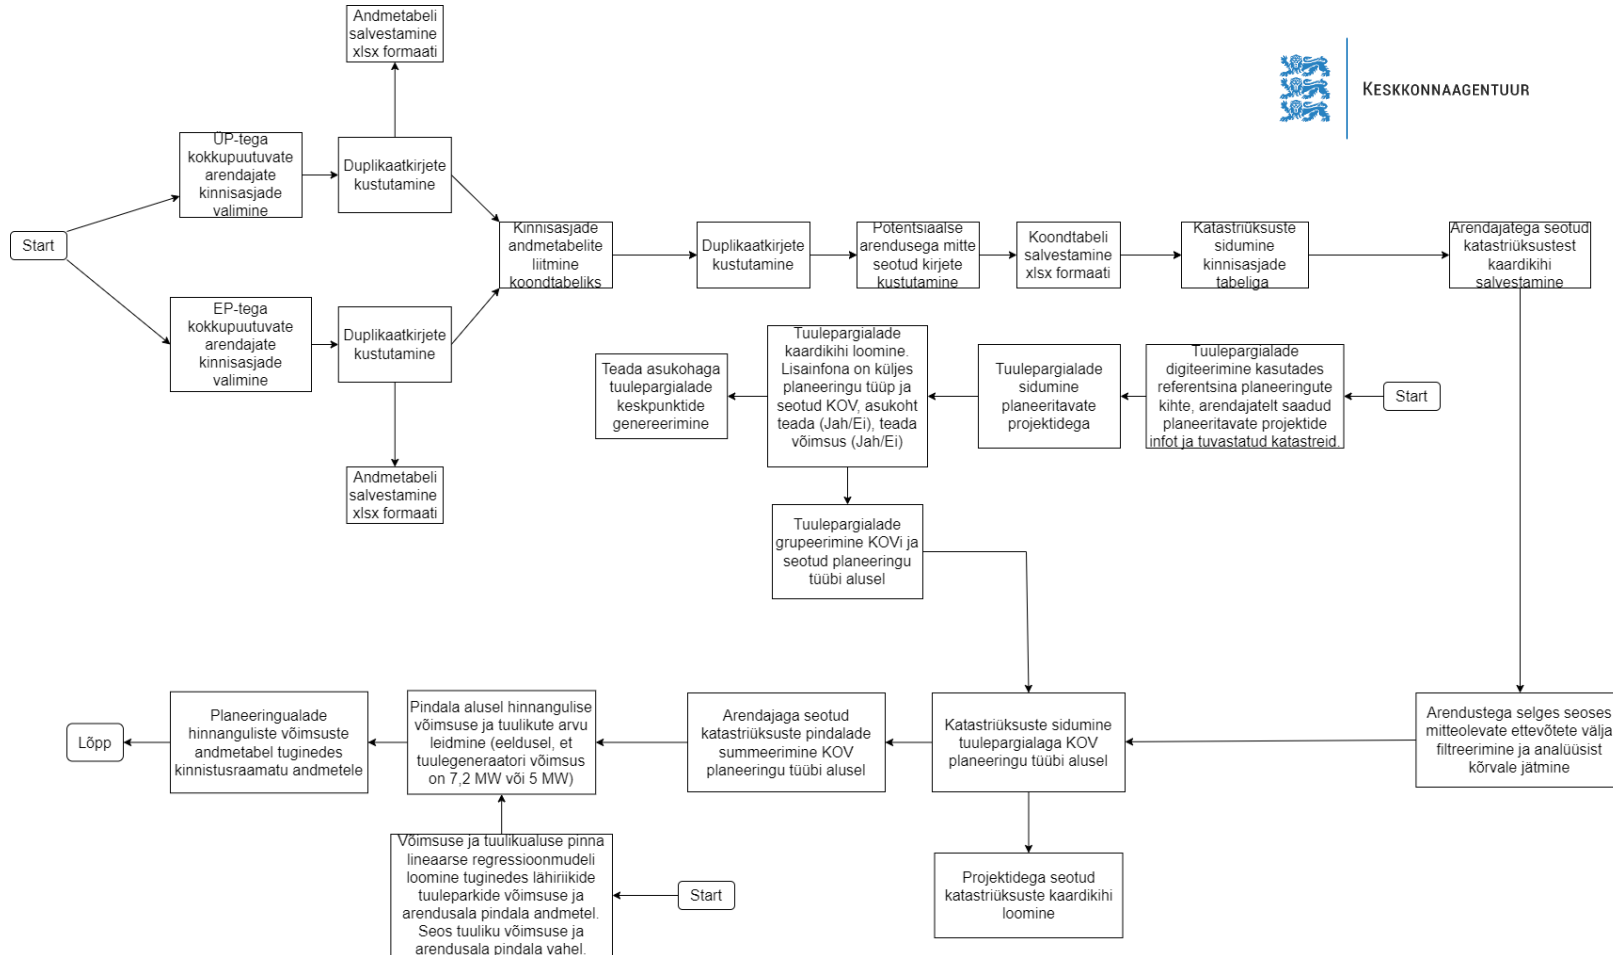 Andmetabeli
salvestamine
xlsx formaati
KESKKONNAAGENTUUR
ÜP-tega
kokkupuutuvate
arendajate
kinnisasjade
valimine
Duplikaatkirjete
kustutamine
Start
Kinnisasjade
andmetabelite
liitmine
koondtabeliks
Duplikaatkirjete
kustutamine
Potentsiaalse
arendusega mitte
seotud kirjete
kustutamine
Koondtabeli
salvestamine
xlsx formaati
Katastriüksuste
sidumine
kinnisasjade
tabeliga
Arendajatega seotud
katastriüksustest
kaardikihi
salvestamine
EP-tega
kokkupuutuvate
arendajate
kinnisasjade
valimine
Duplikaatkirjete
kustutamine
Andmetabeli
salvestamine
xlsx formaati
Teada asukohaga
tuulepargialade
keskpunktide
genereerimine
Tuulepargialade
kaardikihi loomine.
Lisainfona on küljes
planeeringu tüüp ja
seotud KOV, asukoht
teada (Jah/Ei), teada
võimsus (Jah/Ei)
Tuulepargialade
sidumine
planeeritavate
projektidega
Tuulepargialade
digiteerimine kasutades
referentsina planeeringute
kihte, arendajatelt saadud
planeeritavate projektide
infot ja tuvastatud katastreid.
Start
Tuulepargialade
grupeerimine KOVi ja
seotud planeeringu
tüübi alusel
Lõpp
Planeeringualade
hinnanguliste võimsuste
andmetabel tuginedes
kinnistusraamatu andmetele
Pindala alusel hinnangulise
võimsuse ja tuulikute arvu
leidmine (eeldusel, et
tuulegeneraatori võimsus
on 7,2 MW või 5 MW)
Arendajaga seotud
katastriüksuste pindalade
summeerimine KOV
planeeringu tüübi alusel
Katastriüksuste sidumine
tuulepargialaga KOV
planeeringu tüübi alusel
Arendustega selges seoses
mitteolevate ettevõtete välja
filtreerimine ja analüüsist
kõrvale jätmine
Võimsuse ja tuulikualuse pinna
lineaarse regressioonmudeli
loomine tuginedes lähiriikide
tuuleparkide võimsuse ja
arendusala pindala andmetel.
Seos tuuliku võimsuse ja
arendusala pindala vahel.
Start
Projektidega seotud
katastriüksuste kaardikihi
loomine